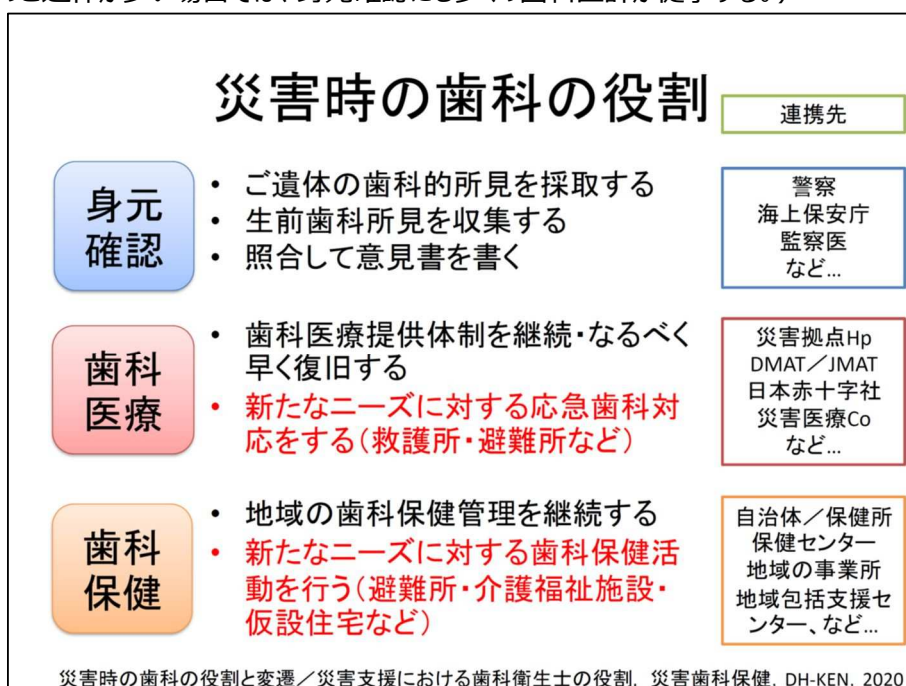 災害時の歯科の役割
連携先
身元
確認
• ご遺体の歯科的所見を採取する
• 生前歯科所見を収集する
• 照合して意見書を書く
警察
海上保安庁
監察医
など…
歯科
医療
• 歯科医療提供体制を継続・なるべく
早く復旧する
• 新たなニーズに対する応急歯科対
応をする(救護所・避難所など)
災害拠点Hp
DMAT/JMAT
日本赤十字社
災害医療Co
など…
歯科
保健
• 地域の歯科保健管理を継続する
• 新たなニーズに対する歯科保健活
動を行う(避難所・介護福祉施設・
仮設住宅など)
自治体/保健所
保健センター
地域の事業所
地域包括支援セ
ンター、など…
災害時の歯科の役割と変遷/災害支援における歯科衛生士の役割, 災害歯科保健, DH-KEN, 2020